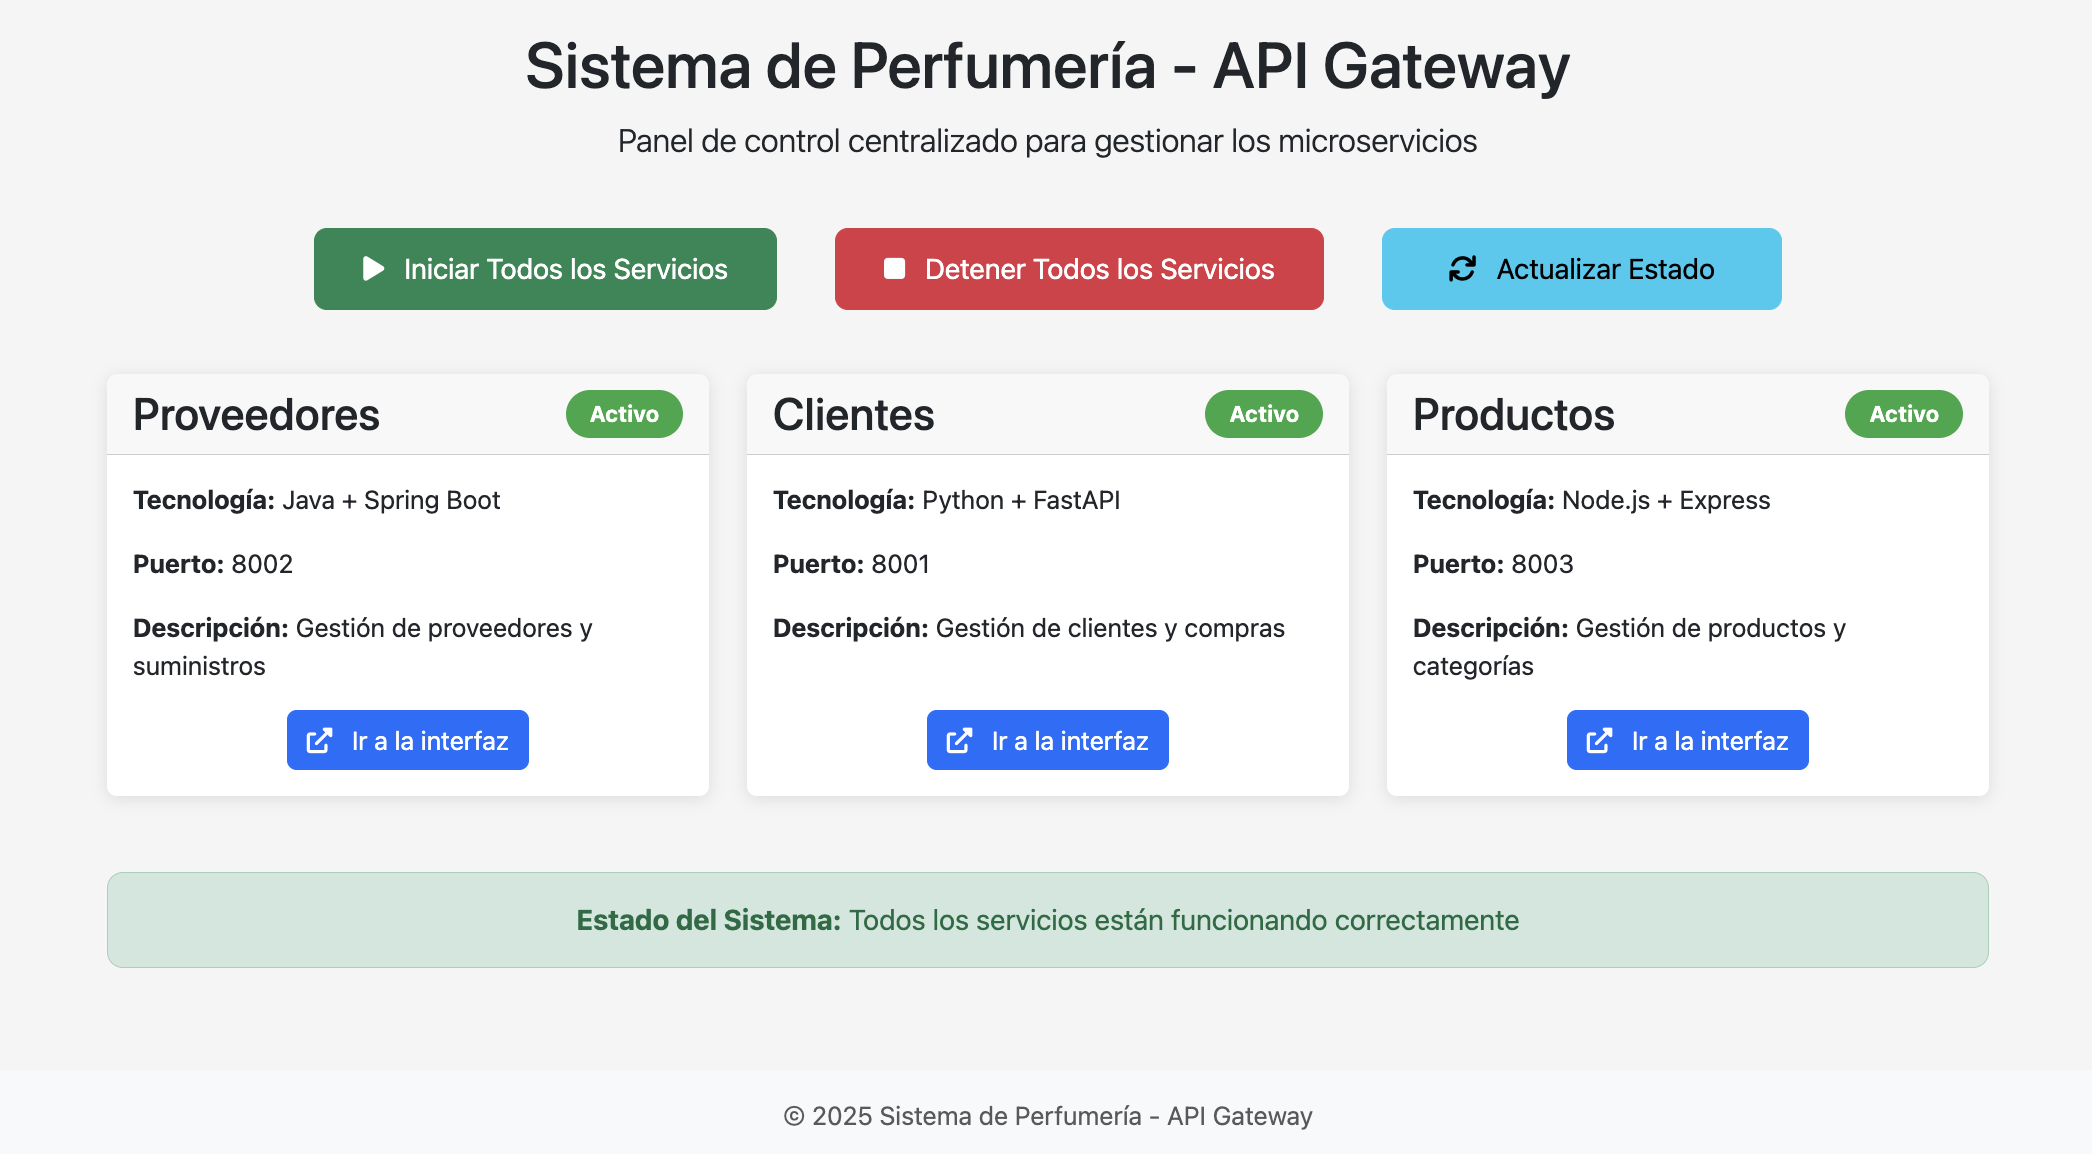 Sistema de Perfumería - API Gateway
Panel de control centralizado para gestionar los microservicios
Iniciar Todos los Servicios
Detener Todos los Servicios
Actualizar Estado
Proveedores
Activo
Tecnología: Java + Spring Boot
Puerto: 8002
Descripción: Gestión de proveedores y
suministros
Ir a la interfaz
Clientes
Activo
Tecnología: Python + FastAPI
Puerto: 8001
Descripción: Gestión de clientes y compras
Ir a la interfaz
Productos
Activo
Tecnología: Node.js + Express
Puerto: 8003
Descripción: Gestión de productos y
categorías
Ir a la interfaz
Estado del Sistema: Todos los servicios están funcionando correctamente
© 2025 Sistema de Perfumería - API Gateway